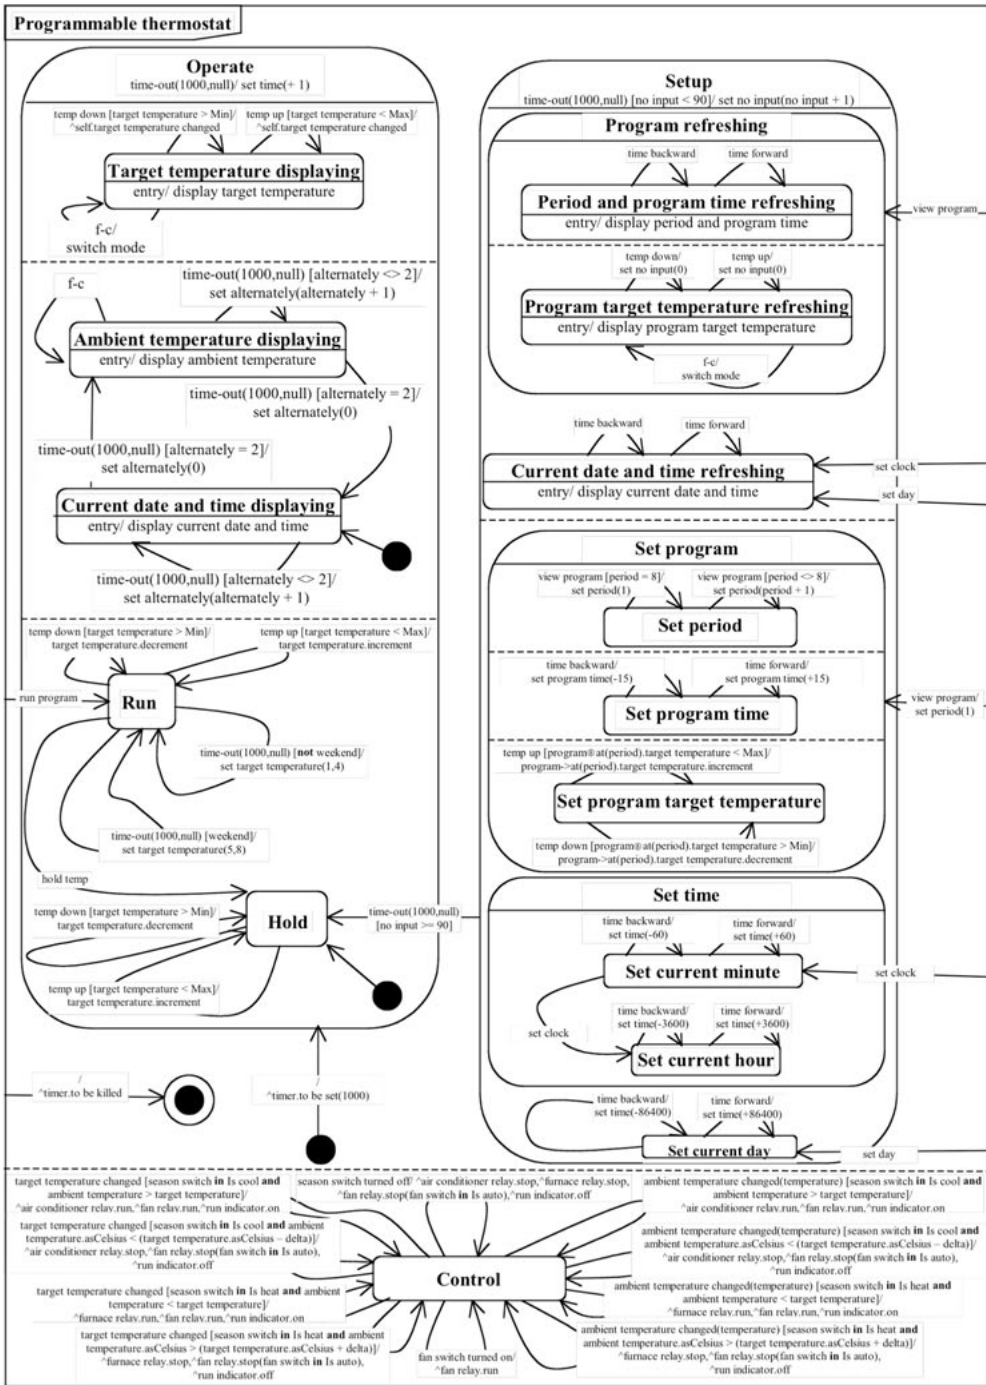 Programmable thermostat
Operate
time-out(1000,null)/ set time(+ 1)
temp down [target temperature > Min]/
^self.target temperature changed
temp up [target temperature < Max]/
^self.target temperature changed
Target temperature displaying
entry/ display target temperature
f-c/
switch mode
f-c
time-out(1000,null) [alternately <> 2]/
set alternately(alternately + 1)
Ambient temperature displaying
entry/ display ambient temperature
time-out(1000,null) [alternately = 2]/
set alternately(0)
time-out(1000,null) [alternately = 2]/
set alternately(0)
Current date and time displaying
entry/ display current date and time
time-out(1000,null) [alternately <> 2]/
set alternately(alternately + 1)
temp down [target temperature > Min]/
target temperature.decrement
temp up [target temperature < Max]/
target temperature.increment
run program
Run
time-out(1000,null) [not weekend]/
set target temperature(1,4)
time-out(1000,null) [weekend]/
set target temperature(5,8)
hold temp
temp down [target temperature > Min]/
target temperature.decrement
Hold
time-out(1000,null)
[no input >= 90]
temp up [target temperature < Max]/
target temperature.increment
/
^timer.to be killed
/
^timer.to be set(1000)
Setup
time-out(1000,null) [no input < 90]/ set no input(no input + 1)
Program refreshing
time backward
time forward
Period and program time refreshing
entry/ display period and program time
view program
temp down/
set no input(0)
temp up/
set no input(0)
Program target temperature refreshing
entry/ display program target temperature
f-c/
switch mode
time backward
time forward
Current date and time refreshing
entry/ display current date and time
set clock
set day
Set program
view program [period = 8]/
set period(1)
view program [period <> 8]/
set period(period + 1)
Set period
time backward/
set program time(-15)
time forward/
set program time(+15)
Set program time
view program/
set period(1)
temp up [program®at(period).target temperature < Max]/
program->at(period).target temperature.increment
Set program target temperature
temp down [program®at(period).target temperature > Min]/
program->at(period).target temperature.decrement
Set time
time backward/
set time(-60)
time forward/
set time(+60)
Set current minute
set clock
time backward/
set time(-3600)
time forward/
set time(+3600)
set clock
Set current hour
time backward/
set time(-86400)
time forward/
set time(+86400)
Set current day
set day
target temperature changed [season switch in Is cool and
ambient temperature > target temperature]/
^air conditioner relay.run,^fan relay.run,^run indicator.on
season switch turned off/ ^air conditioner relay.stop,^furnace relay.stop,
^fan relay.stop(fan switch in Is auto),^run indicator.off
ambient temperature changed(temperature) [season switch in Is cool and
ambient temperature > target temperature]/
^air conditioner relay.run,^fan relay.run,^run indicator.on
target temperature changed [season switch in Is cool and ambient
temperature.asCelsius < (target temperature.asCelsius – delta)]/
^air conditioner relay.stop,^fan relay.stop(fan switch in Is auto),
^run indicator.off
ambient temperature changed(temperature) [season switch in Is cool and
ambient temperature.asCelsius < (target temperature.asCelsius – delta)]/
^air conditioner relay.stop,^fan relay.stop(fan switch in Is auto),
^run indicator.off
Control
target temperature changed [season switch in Is heat and ambient
temperature < target temperature]/
^furnace relay.run,^fan relay.run,^run indicator.on
ambient temperature changed(temperature) [season switch in Is heat and
ambient temperature < target temperature]/
^furnace relay.run,^fan relay.run,^run indicator.on
target temperature changed [season switch in Is heat and ambient
temperature.asCelsius > (target temperature.asCelsius + delta)]/
^furnace relay.stop,^fan relay.stop(fan switch in Is auto),
^run indicator.off
fan switch turned on/
^fan relay.run
ambient temperature changed(temperature) [season switch in Is heat and
ambient temperature.asCelsius > (target temperature.asCelsius + delta)]/
^furnace relay.stop,^fan relay.stop(fan switch in Is auto),
^run indicator.off